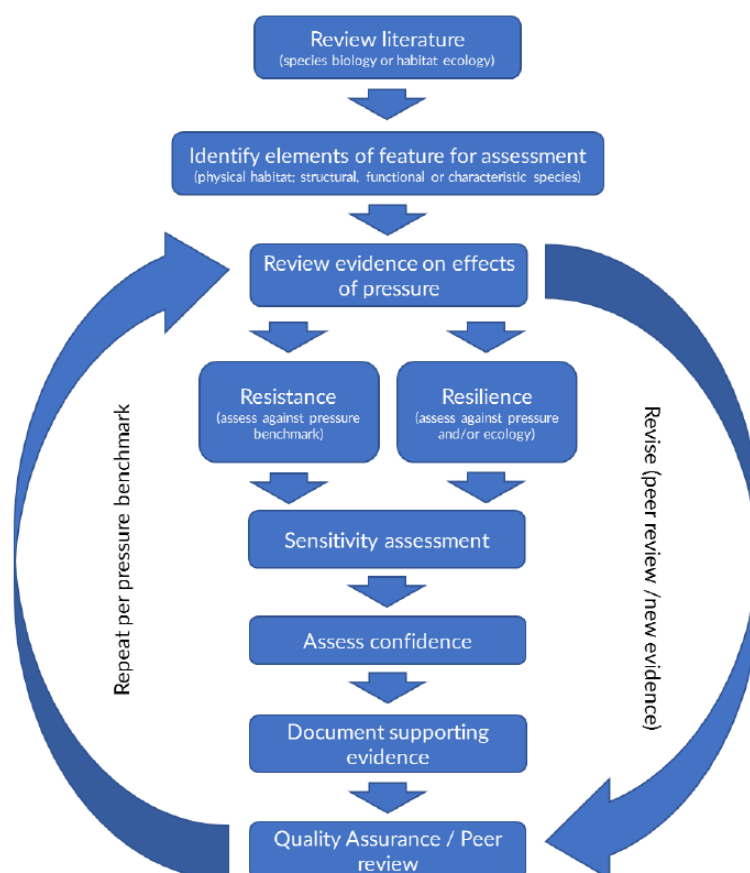 Review literature
(species biology or habitat ecology)
Identify elements of feature for assessment
(physical habitat; structural, functional or characteristic species)
Review evidence on effects
of pressure
Resistance
(assess against pressure
benchmark)
Resilience
(assess against pressure
and/or ecology)
Repeat per pressure benchmark
Revise (peer review /new evidence)
Sensitivity assessment
Assess confidence
Document supporting
evidence
Quality Assurance / Peer
review